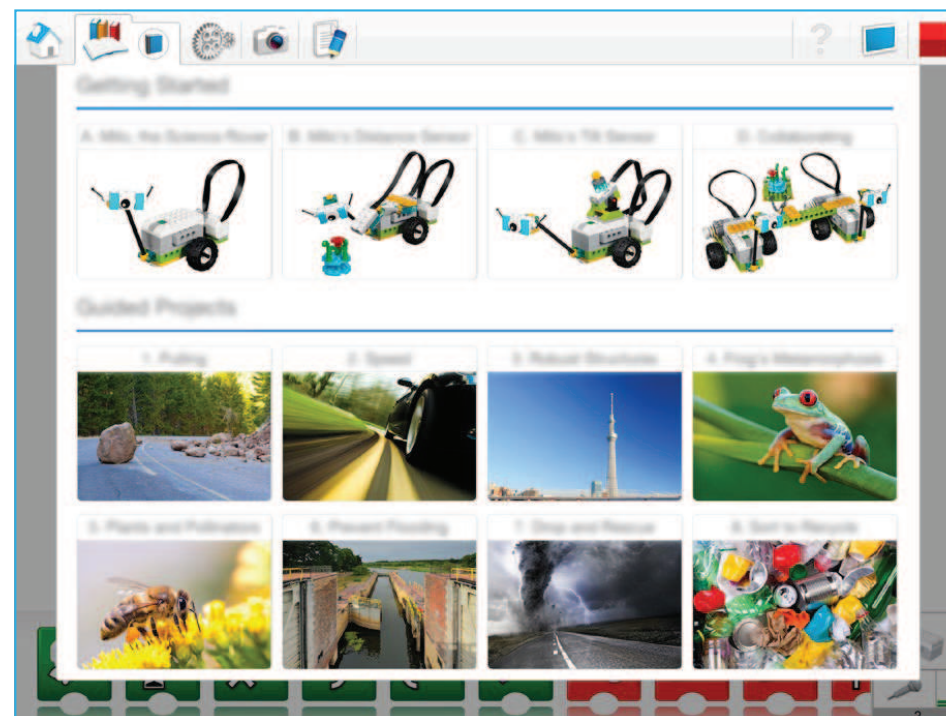 Getting Started
A. Milo, the Science Rover
B. Milo's Distance Sensor
C. Milo's Tilt Sensor
D. Collaborating
Guided Projects
1. Pulling
2. Speed
3. Robust Structures
4. Frog's Metamorphosis
5. Plants and Pollinators
6. Prevent Flooding
7. Drop and Rescue
8. Sort to Recycle